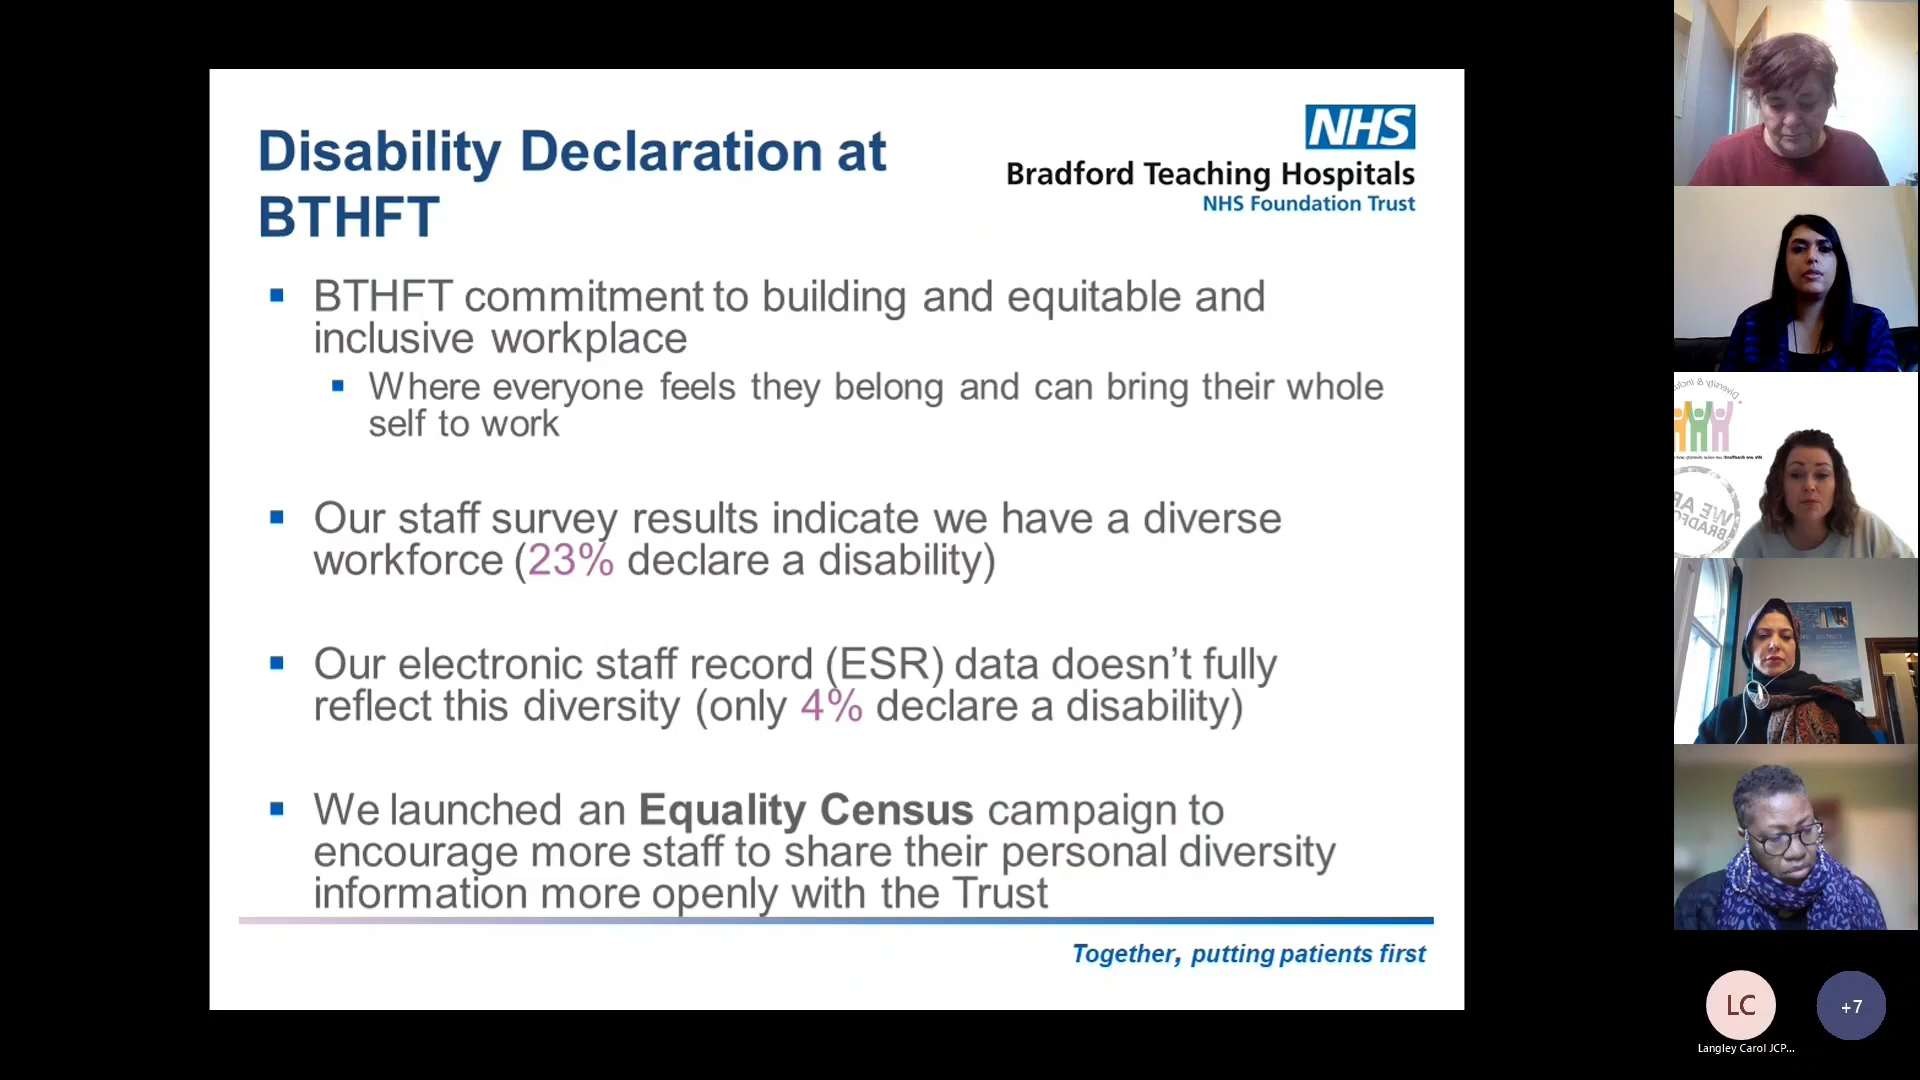 Disability Declaration at
BTHFT
NHS
Bradford Teaching Hospitals
NHS Foundation Trust
BTHFT commitment to building and equitable and
inclusive workplace
Where everyone feels they belong and can bring their whole
self to work
Our staff survey results indicate we have a diverse
workforce (23% declare a disability)
Our electronic staff record (ESR) data doesn’t fully
reflect this diversity (only 4% declare a disability)
We launched an Equality Census campaign to
encourage more staff to share their personal diversity
information more openly with the Trust
Together, putting patients first
WE AR
BRADFO
LC
+7
Langley Carol JCP...